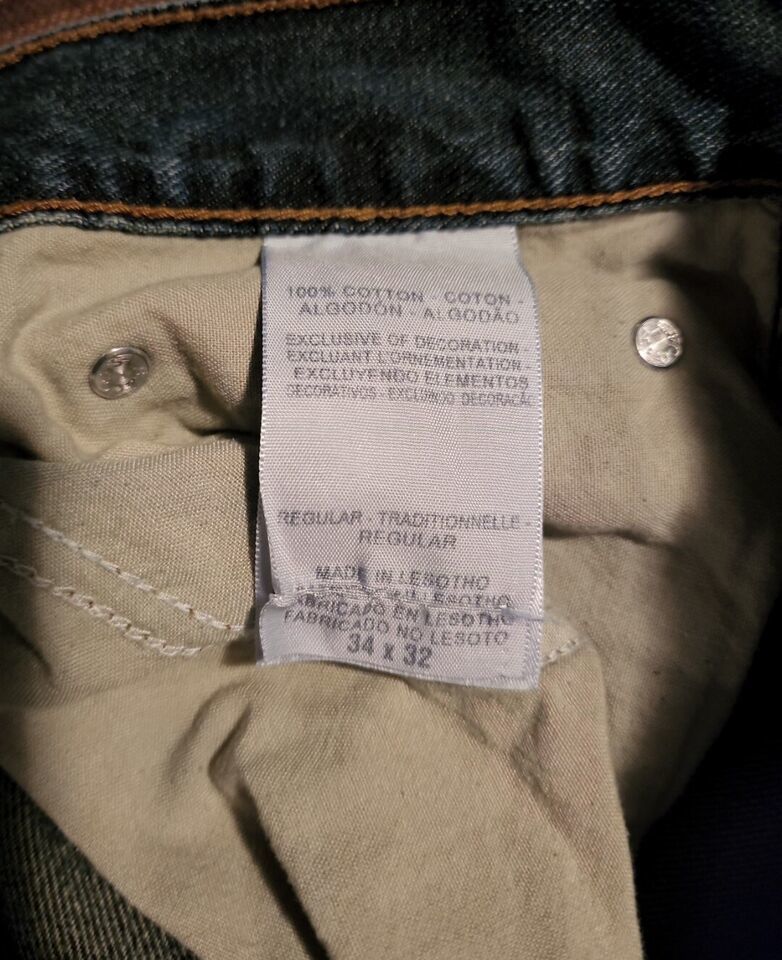 100% COTTON - COTON -
ALGODÓN - ALGODÃO
EXCLUSIVE OF DECORATION -
EXCLUANT L'ORNEMENTATION -
EXCLUYENDO ELEMENTOS
DECORATIVOS - EXCLUINDO DECORAÇÃO
REGULAR - TRADITIONNELLE -
REGULAR
MADE IN LESOTHO
LESOTHO
FABRICADO EN LESOTHO
FABRICADO NO LESOTO
34 x 32